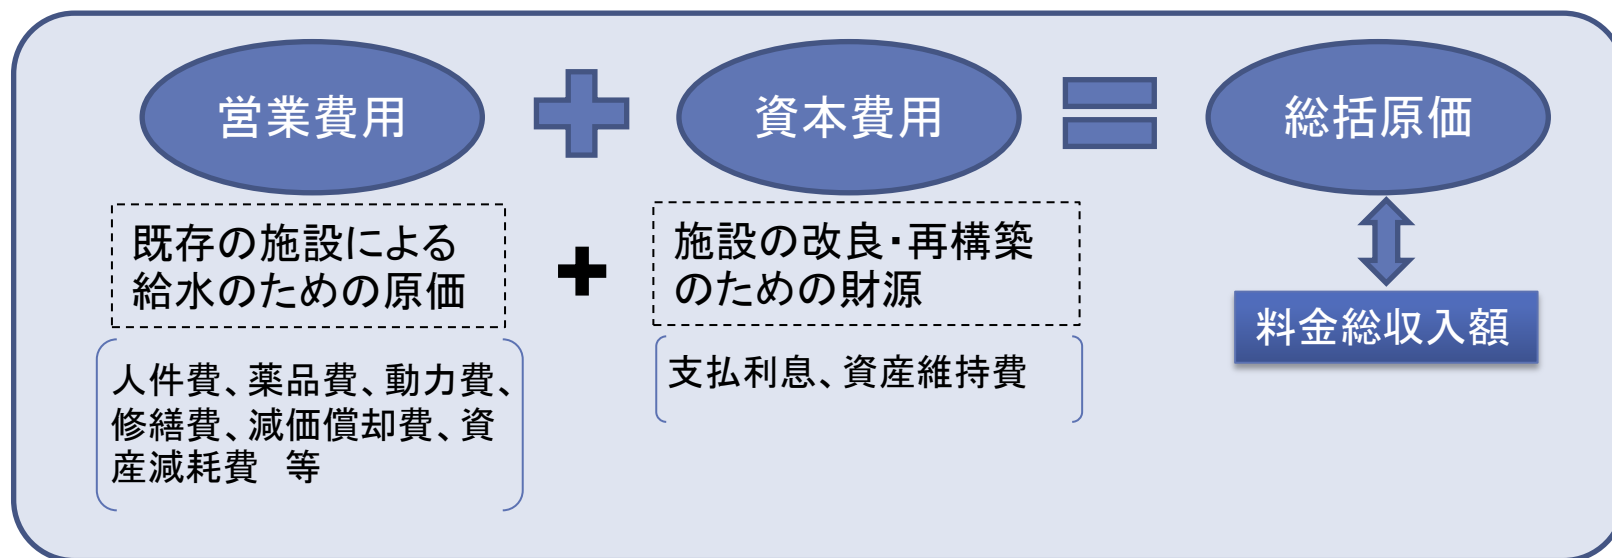 営業費用
資本費用
総括原価
既存の施設による
給水のための原価
施設の改良・再構築
のための財源
料金総収入額
人件費、薬品費、動力費、
修繕費、減価償却費、資
産減耗費　等
支払利息、資産維持費